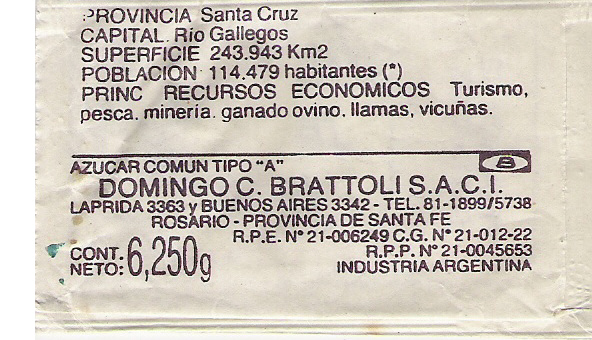 PROVINCIA Santa Cruz
CAPITAL. Río Gallegos
SUPERFICIE 243.943 Km2
POBLACION 114.479 habitantes (*)
PRINC RECURSOS ECONOMICOS Turismo,
pesca. minería. ganado ovino. llamas, vicuñas.
AZUCAR COMUN TIPO "A"
B
DOMINGO C. BRATTOLI S.A.C.I.
LAPRIDA 3363 y BUENOS AIRES 3342 - TEL. 81-1899/5738
ROSARIO - PROVINCIA DE SANTA FE
R.P.E. N° 21-006249 C.G. N° 21-012-22
R.P.P. N° 21-0045653
CONT. NETO: 6,250g
INDUSTRIA ARGENTINA